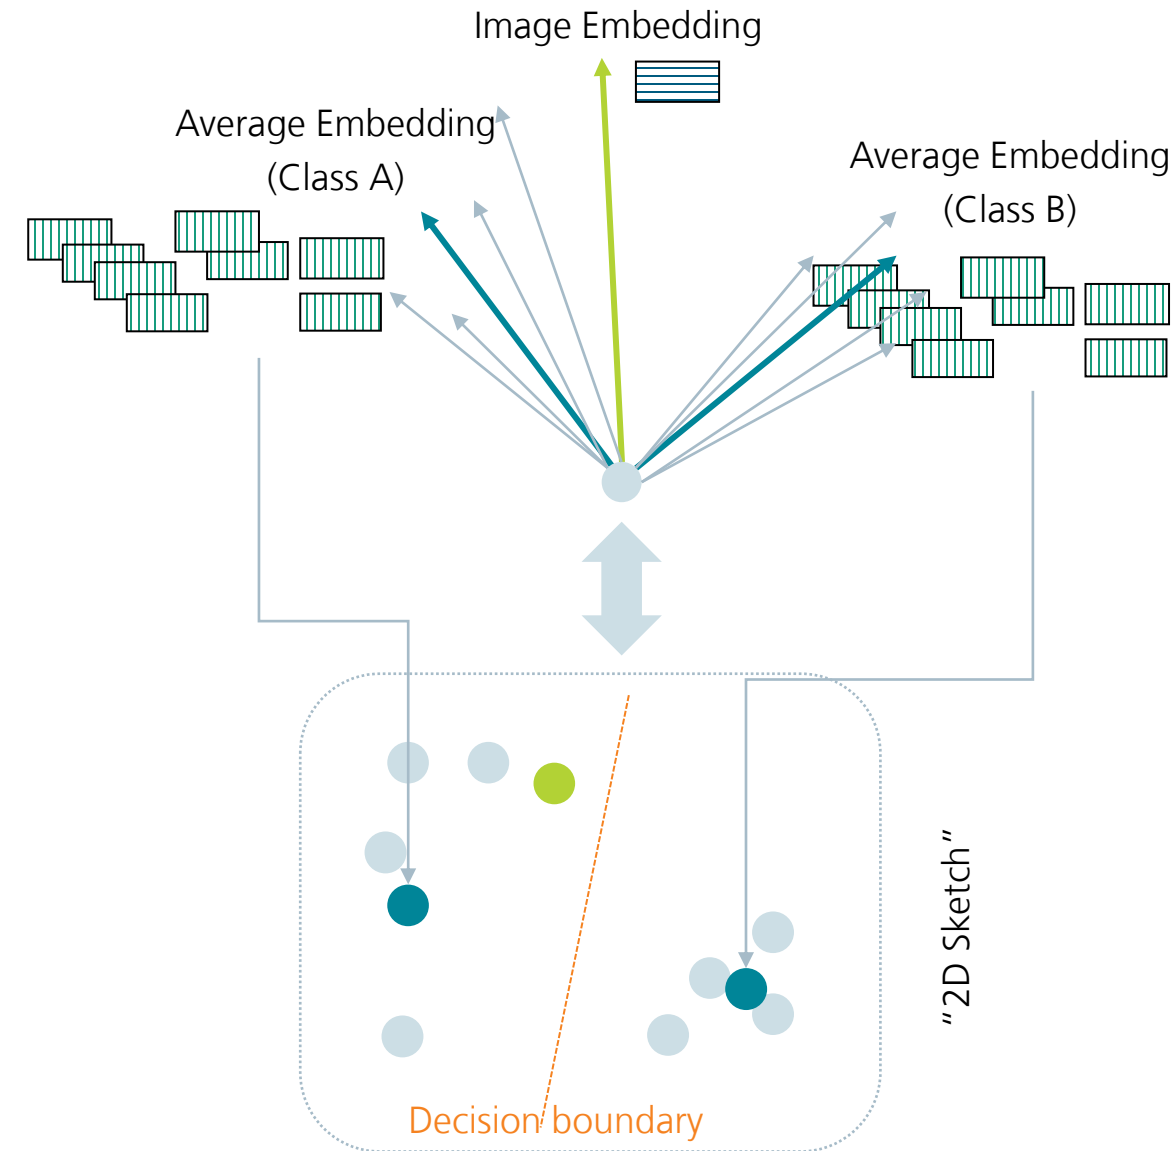 Image Embedding
Average Embedding
(Class A)
Average Embedding
(Class B)
"2D Sketch"
Decision boundary